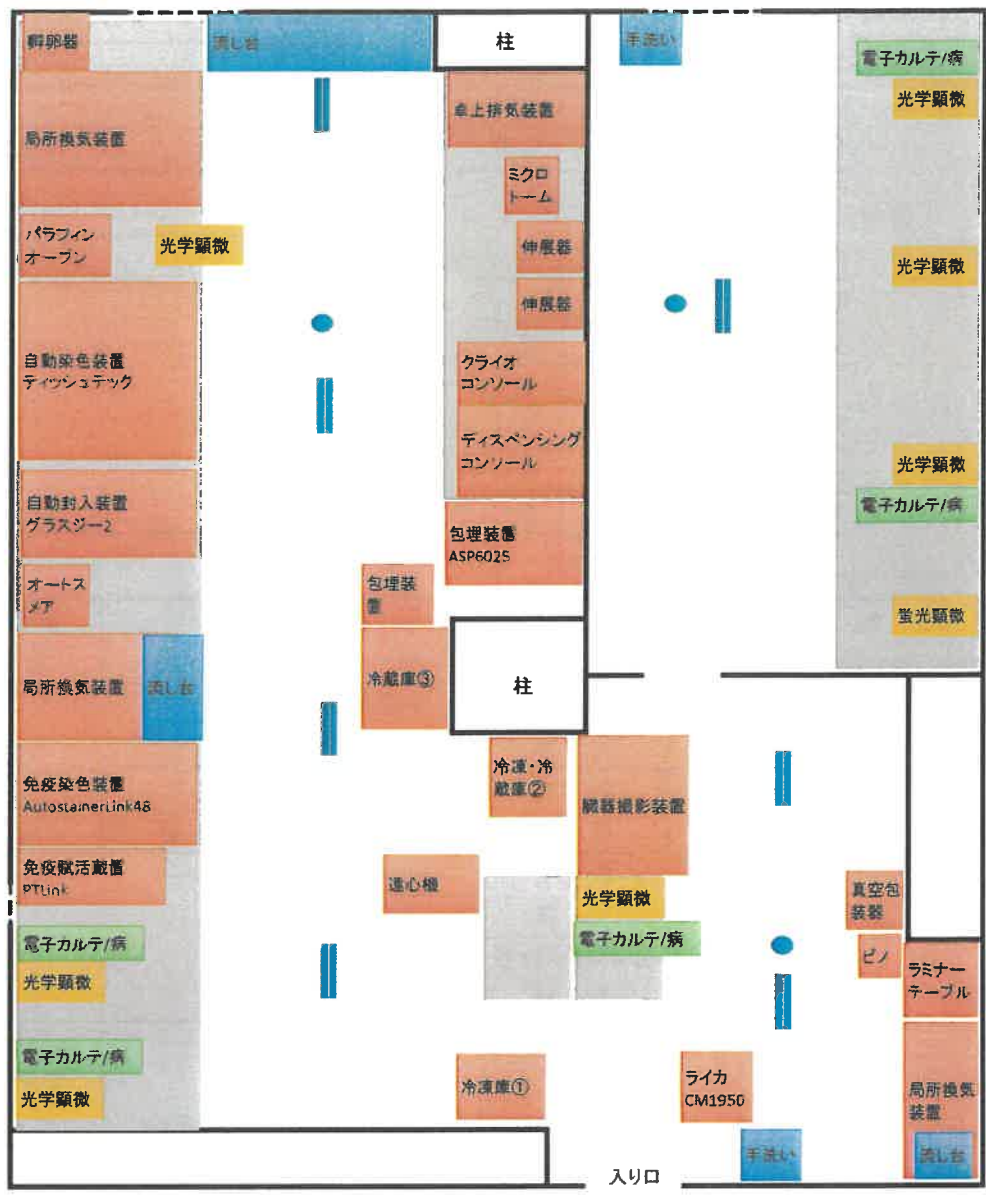 孵卵器
流し台
柱
手洗い
電子カルテ/病
光学顕微
局所換気装置
卓上排気装置
ミクロ
トーム
パラフィン
オーブン
光学顕微
伸展器
光学顕微
伸展器
自動染色装置
ティッシュテック
クライオ
コンソール
ディスペンシング
コンソール
光学顕微
電子カルテ/病
自動封入装置
グラスジー2
包埋装置
ASP6025
オートス
メア
包埋装
置
蛍光顕微
局所換気装置
流し台
冷蔵庫③
柱
免疫染色装置
AutostainerLink48
冷凍・冷
蔵庫②
臓器撮影装置
免疫賦活装置
PTLink
遠心機
光学顕微
電子カルテ/病
真空包
装器
ピノ
ラミナー
テーブル
電子カルテ/病
光学顕微
電子カルテ/病
光学顕微
冷凍庫①
ライカ
CM1950
局所換気
装置
手洗い
流し台
入り口